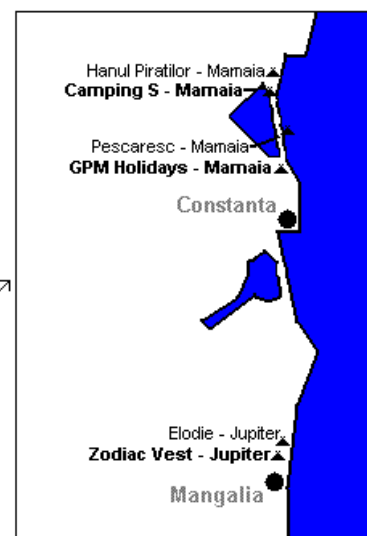 Hanul Piratilor - Mamaia
Camping S - Mamaia
Pescaresc - Mamaia
GPM Holidays - Mamaia
Constanta
Elodie - Jupiter
Zodiac Vest - Jupiter
Mangalia